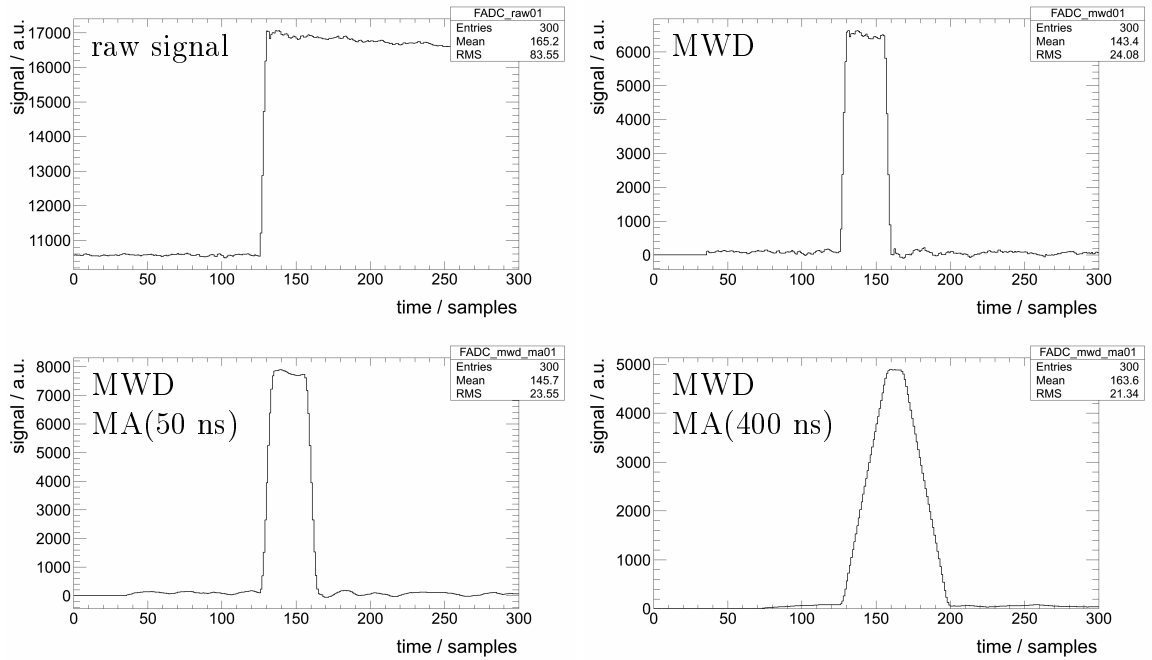 FADC_raw01
Entries 300
Mean 165.2
RMS 83.55
raw signal
signal / a.u.
17000
16000
15000
14000
13000
12000
11000
0 50 100 150 200 250 300
time / samples
FADC_mwd01
Entries 300
Mean 143.4
RMS 24.08
MWD
signal / a.u.
6000
5000
4000
3000
2000
1000
0
0 50 100 150 200 250 300
time / samples
FADC_mwd_ma01
Entries 300
Mean 145.7
RMS 23.55
MWD
MA(50 ns)
signal / a.u.
8000
7000
6000
5000
4000
3000
2000
1000
0
0 50 100 150 200 250 300
time / samples
FADC_mwd_ma01
Entries 300
Mean 163.6
RMS 21.34
MWD
MA(400 ns)
signal / a.u.
5000
4000
3000
2000
1000
0
0 50 100 150 200 250 300
time / samples